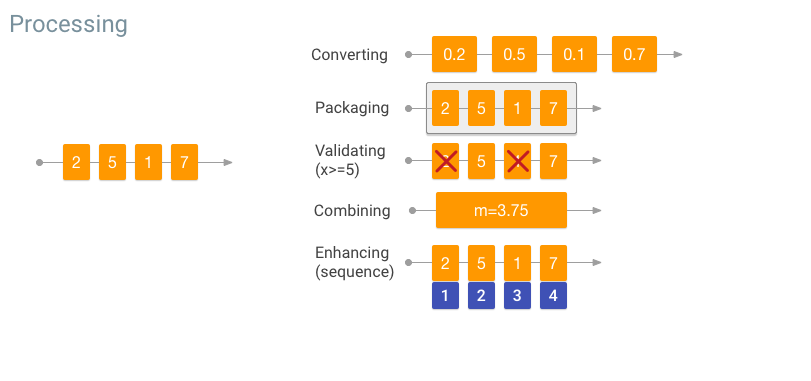 Processing
2 5 1 7
Converting 0.2 0.5 0.1 0.7
Packaging 2 5 1 7
Validating
(x>=5) 5 7
Combining m=3.75
Enhancing
(sequence) 2 5 1 7
1 2 3 4